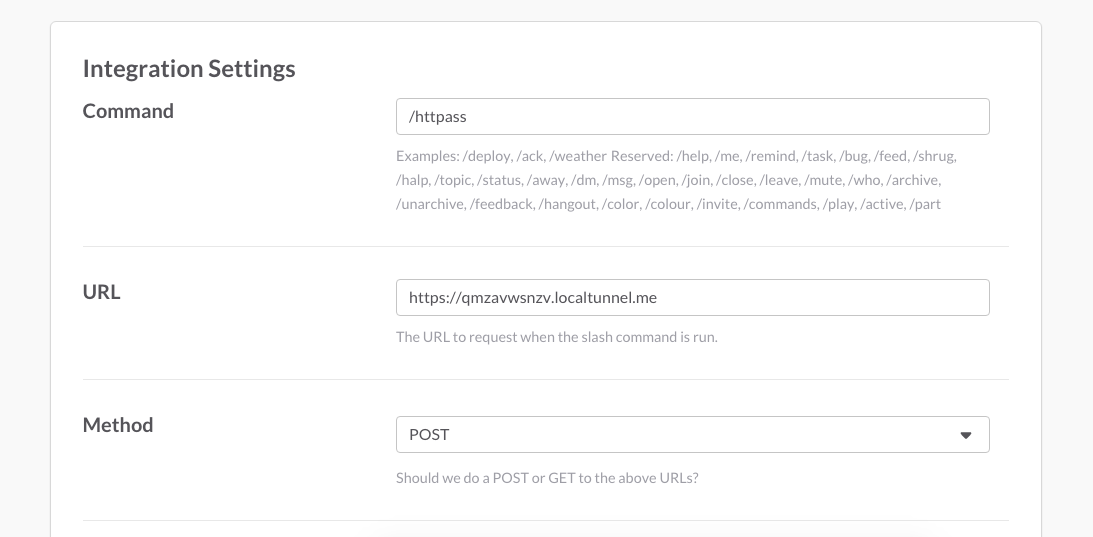 Integration Settings
Command
/httpass
Examples: /deploy, /ack, /weather Reserved: /help, /me, /remind, /task, /bug, /feed, /shrug,
/halp, /topic, /status, /away, /dm, /msg, /open, /join, /close, /leave, /mute, /who, /archive,
/unarchive, /feedback, /hangout, /color, /colour, /invite, /commands, /play, /active, /part
URL
https://qmzavwsnzv.localtunnel.me
The URL to request when the slash command is run.
Method
POST
Should we do a POST or GET to the above URLs?